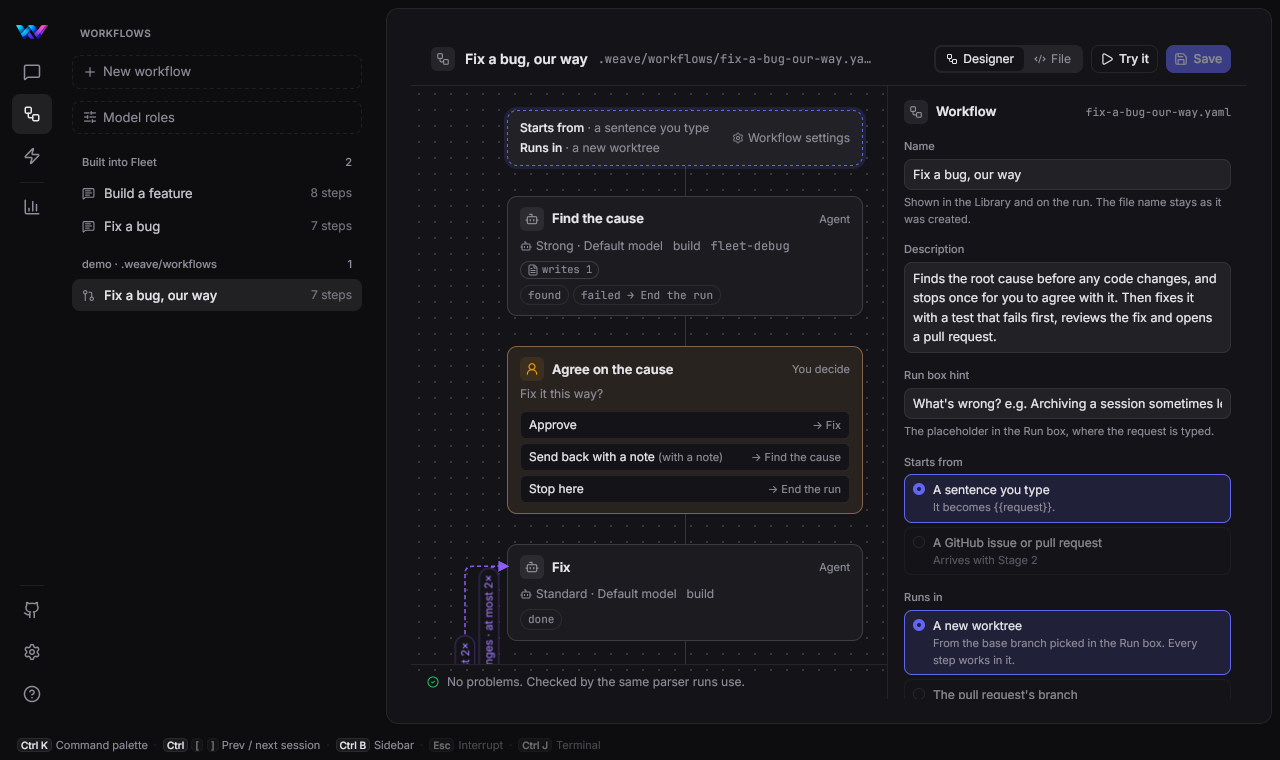 WORKFLOWS
New workflow
Model roles
Built into Fleet 2
Build a feature 8 steps
Fix a bug 7 steps
demo · .weave/workflows 1
Fix a bug, our way 7 steps
Fix a bug, our way .weave/workflows/fix-a-bug-our-way.ya…
Designer File Try it Save
Starts from · a sentence you type
Runs in · a new worktree
Workflow settings
Find the cause Agent
Strong · Default model build fleet-debug
writes 1
found failed → End the run
Agree on the cause You decide
Fix it this way?
Approve → Fix
Send back with a note (with a note) → Find the cause
Stop here → End the run
Fix Agent
Standard · Default model build
done
· at most 2×
2×
No problems. Checked by the same parser runs use.
Workflow fix-a-bug-our-way.yaml
Name
Fix a bug, our way
Shown in the Library and on the run. The file name stays as it
was created.
Description
Finds the root cause before any code changes, and
stops once for you to agree with it. Then fixes it
with a test that fails first, reviews the fix and opens
a pull request.
Run box hint
What's wrong? e.g. Archiving a session sometimes
The placeholder in the Run box, where the request is typed.
Starts from
A sentence you type
It becomes {{request}}.
A GitHub issue or pull request
Arrives with Stage 2
Runs in
A new worktree
From the base branch picked in the Run box. Every
step works in it.
The pull request's branch
Ctrl K Command palette · Ctrl [ ] Prev / next session · Ctrl B Sidebar · Esc Interrupt · Ctrl J Terminal